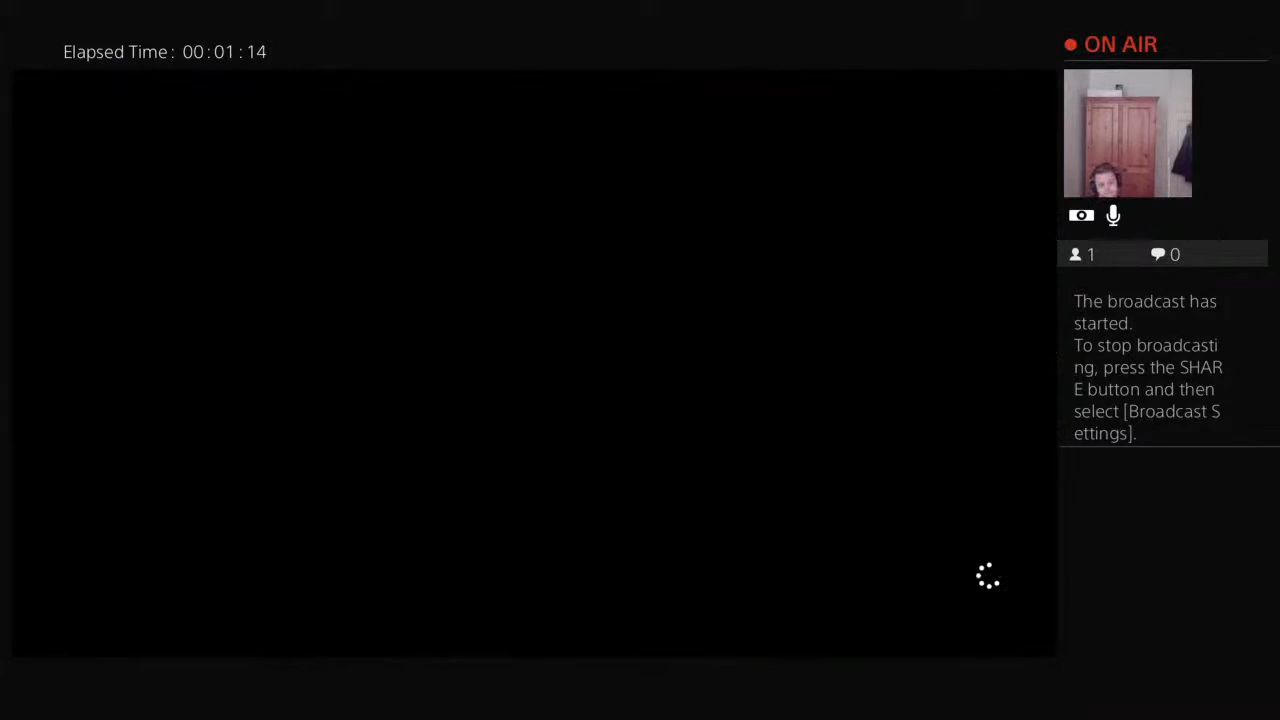 Elapsed Time: 00:01:14
ON AIR
1 0
The broadcast has
started.
To stop broadcasti
ng, press the SHAR
E button and then
select [Broadcast S
ettings].